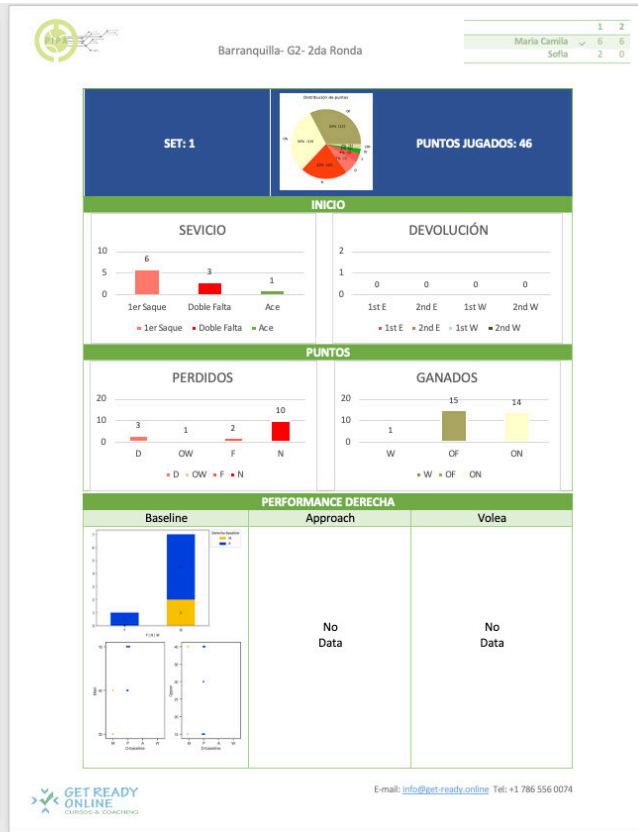 PIPA
1 2
Maria Camila 6 6
Sofia 2 0
Barranquilla- G2- 2da Ronda
SET: 1
Distribución de puntos
PUNTOS JUGADOS: 46
INICIO
SEVICIO
10
6
5
3
1
0
1er Saque Doble Falta Ace
1er Saque Doble Falta Ace
DEVOLUCIÓN
2
1
0 0 0 0
0
1st E 2nd E 1st W 2nd W
1st E 2nd E 1st W 2nd W
PUNTOS
PERDIDOS
20
10
10
3 1 2
0
D OW F N
D OW F N
GANADOS
20
15 14
10
1
0
W OF ON
W OF ON
PERFORMANCE DERECHA
Baseline Approach Volea
No
Data
No
Data
GET READY
ONLINE
CURSOS & COACHING
E-mail: info@get-ready.online Tel: +1 786 556 0074